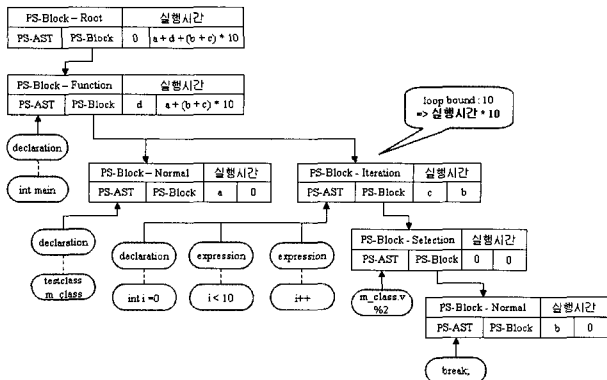 PS-Block – Root 실행시간
PS-AST PS-Block 0 a + d + (b + c) * 10
PS-Block – Function 실행시간
PS-AST PS-Block d a + (b + c) * 10
loop bound : 10
=> 실행시간 * 10
declaration
int main
PS-Block – Normal 실행시간
PS-AST PS-Block a 0
PS-Block - Iteration 실행시간
PS-AST PS-Block c b
declaration
testclass
m_class
declaration
int i =0
expression
i < 10
expression
i++
PS-Block - Selection 실행시간
PS-AST PS-Block 0 0
m_class.v
%2
PS-Block - Normal 실행시간
PS-AST PS-Block b 0
break;